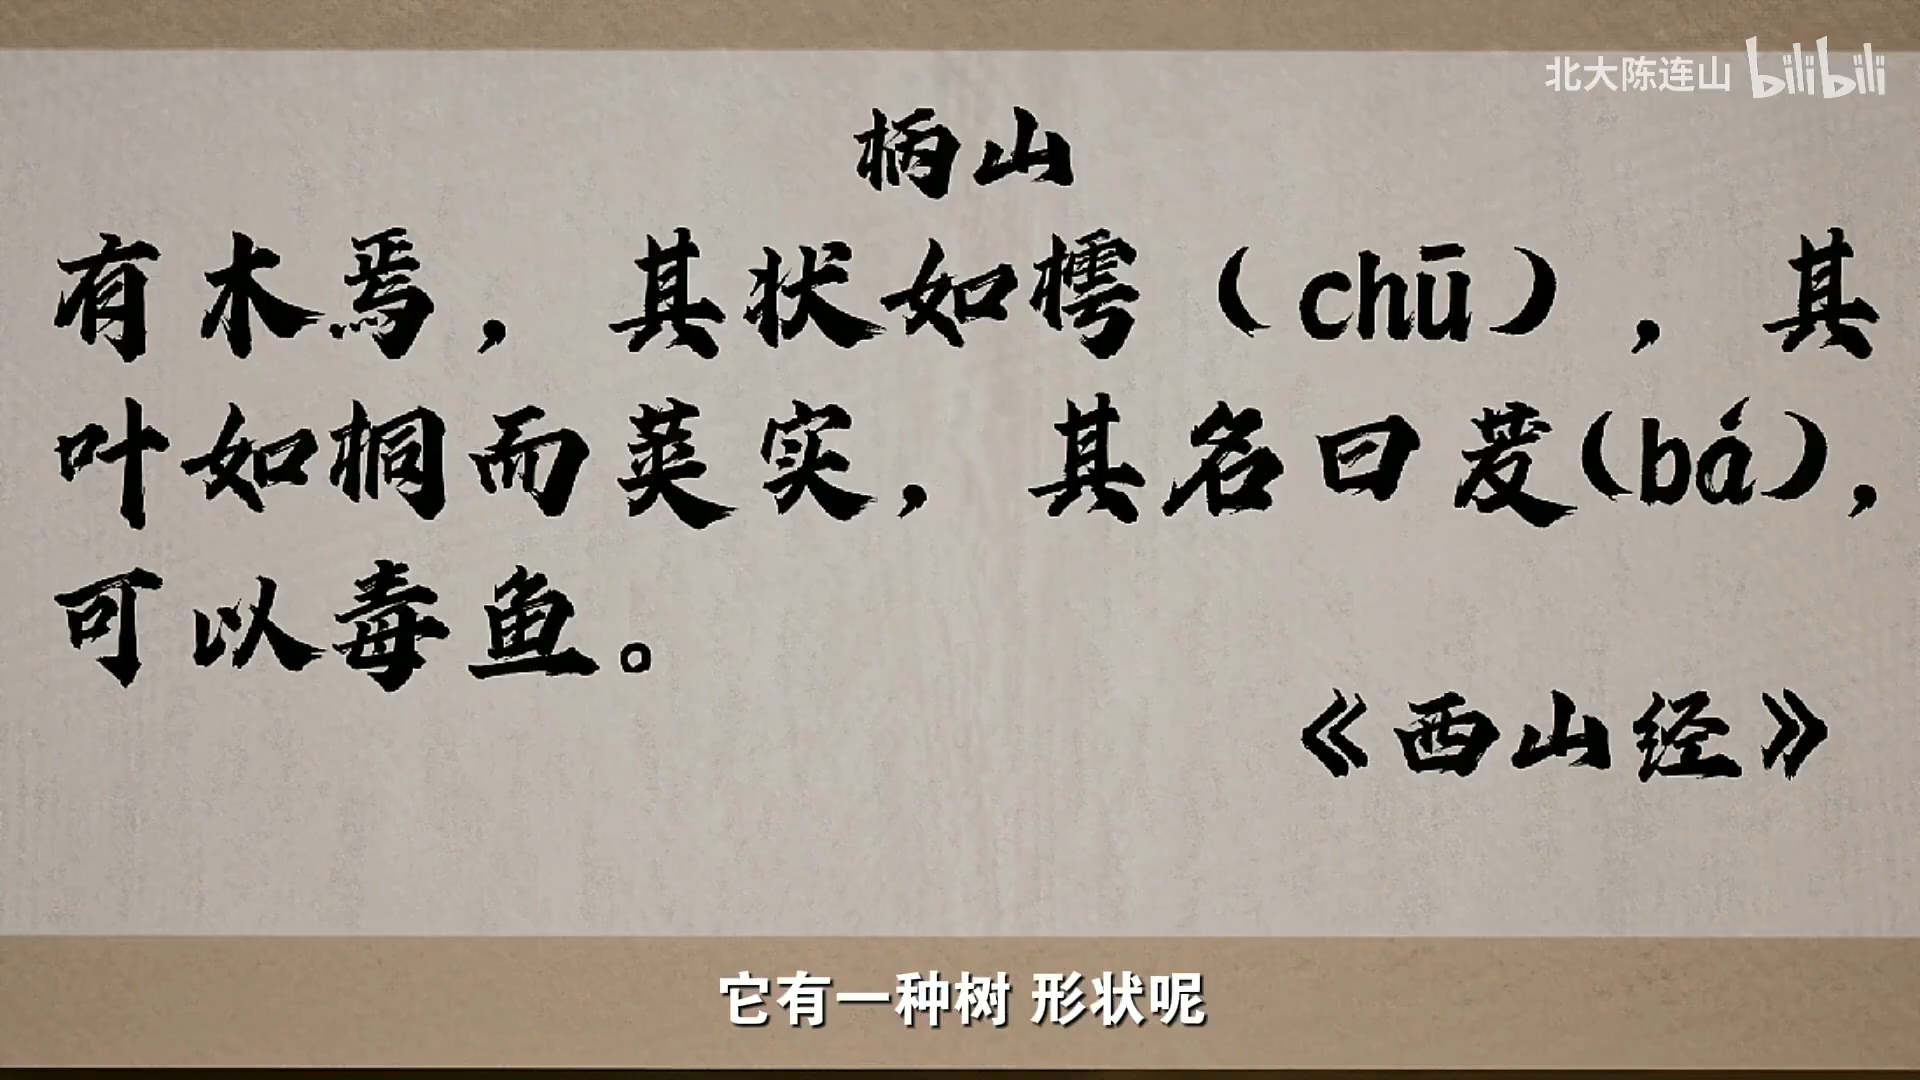 北大陈连山 bilibili
柄山
有木焉，其状如樗（chū），其
叶如桐而荚实，其名曰茇(bá)，
可以毒鱼。
《西山经》
它有一种树 形状呢